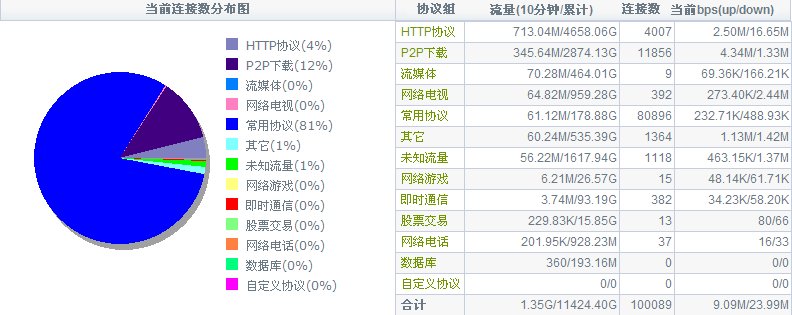 当前连接数分布图
HTTP协议(4%)
P2P下载(12%)
流媒体(0%)
网络电视(0%)
常用协议(81%)
其它(1%)
未知流量(1%)
网络游戏(0%)
即时通信(0%)
股票交易(0%)
网络电话(0%)
数据库(0%)
自定义协议(0%)
协议组 流量(10分钟/累计) 连接数 当前bps(up/down)
HTTP协议 713.04M/4658.06G 4007 2.50M/16.65M
P2P下载 345.64M/2874.13G 11856 4.34M/1.33M
流媒体 70.28M/464.01G 9 69.36K/166.21K
网络电视 64.82M/959.28G 392 273.40K/2.44M
常用协议 61.12M/178.88G 80896 232.71K/488.93K
其它 60.24M/535.39G 1364 1.13M/1.42M
未知流量 56.22M/1617.94G 1118 463.15K/1.37M
网络游戏 6.21M/26.57G 15 48.14K/61.71K
即时通信 3.74M/93.19G 382 34.23K/58.20K
股票交易 229.83K/15.85G 13 80/66
网络电话 201.95K/928.23M 37 16/33
数据库 360/193.16M 0 0/0
自定义协议 0/0 0 0/0
合计 1.35G/11424.40G 100089 9.09M/23.99M